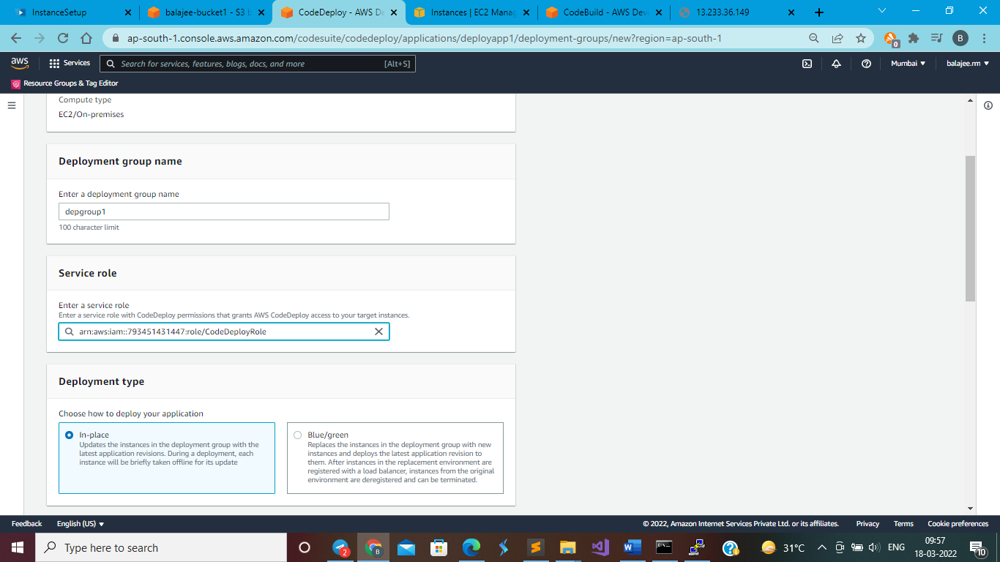 InstanceSetup
balajee-bucket1 - S3 b
CodeDeploy - AWS De
Instances | EC2 Manag
CodeBuild - AWS Deve
13.233.36.149
ap-south-1.console.aws.amazon.com/codesuite/codedeploy/applications/deployapp1/deployment-groups/new?region=ap-south-1
0
B
aws
Services
Search for services, features, blogs, docs, and more
[Alt+S]
Mumbai
balajee.rm
Resource Groups & Tag Editor
Compute type
EC2/On-premises
Deployment group name
Enter a deployment group name
depgroup1
100 character limit
Service role
Enter a service role
Enter a service role with CodeDeploy permissions that grants AWS CodeDeploy access to your target instances.
arn:aws:iam::793451431447:role/CodeDeployRole
Deployment type
Choose how to deploy your application
In-place
Updates the instances in the deployment group with the
latest application revisions. During a deployment, each
instance will be briefly taken offline for its update
Blue/green
Replaces the instances in the deployment group with new
instances and deploys the latest application revision to
them. After instances in the replacement environment are
registered with a load balancer, instances from the original
environment are deregistered and can be terminated.
Feedback
English (US)
© 2022, Amazon Internet Services Private Ltd. or its affiliates.
Privacy
Terms
Cookie preferences
Type here to search
2
B
31°C
ENG
09:57
18-03-2022
10